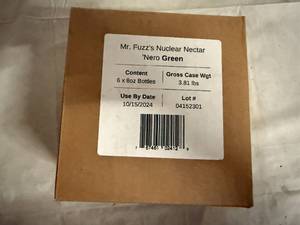 Mr. Fuzz's Nuclear Nectar
'Nero Green
Content
6 x 8oz Bottles
Gross Case Wgt
3.81 lbs
Use By Date
10/15/2024
Lot #
04152301